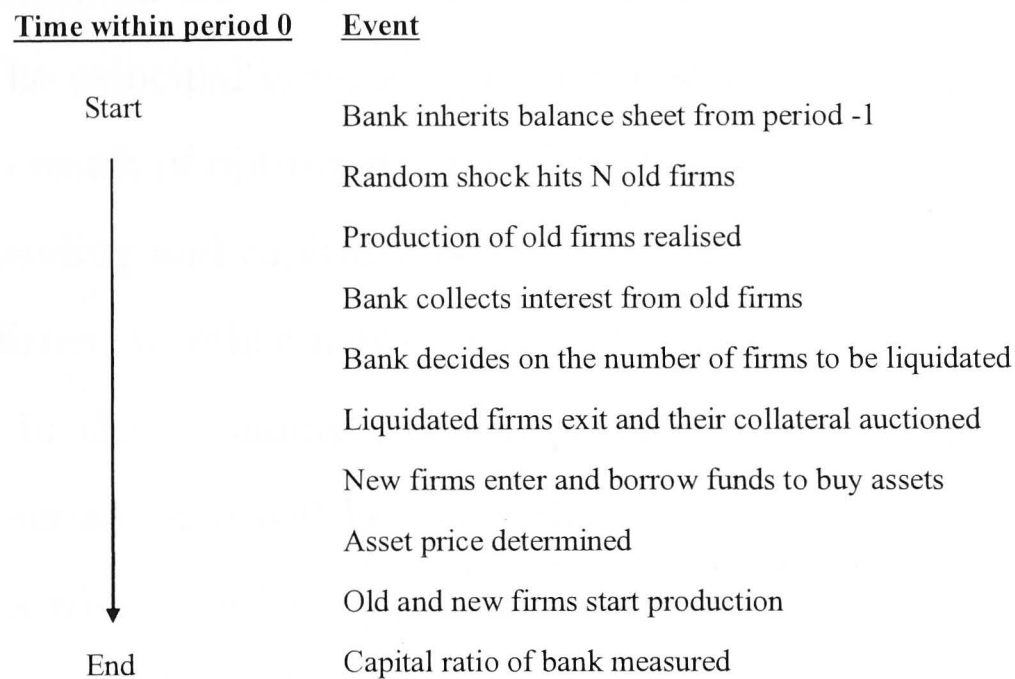 Time within period 0 Event
Start
Bank inherits balance sheet from period -1
Random shock hits N old firms
Production of old firms realised
Bank collects interest from old firms
Bank decides on the number of firms to be liquidated
Liquidated firms exit and their collateral auctioned
New firms enter and borrow funds to buy assets
Asset price determined
Old and new firms start production
End
Capital ratio of bank measured